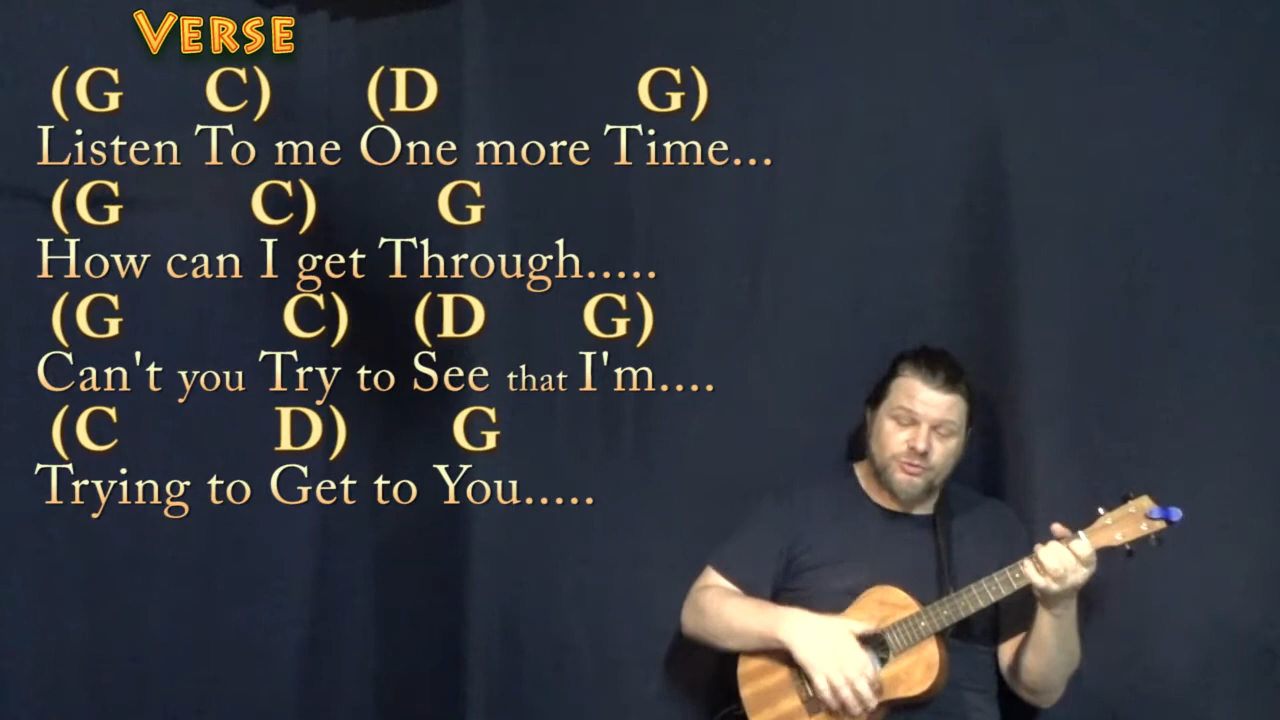 VERSE
(G C) (D G)
Listen To me One more Time...
(G C) G
How can I get Through.....
(G C) (D G)
Can't you Try to See that I'm....
(C D) G
Trying to Get to You.....